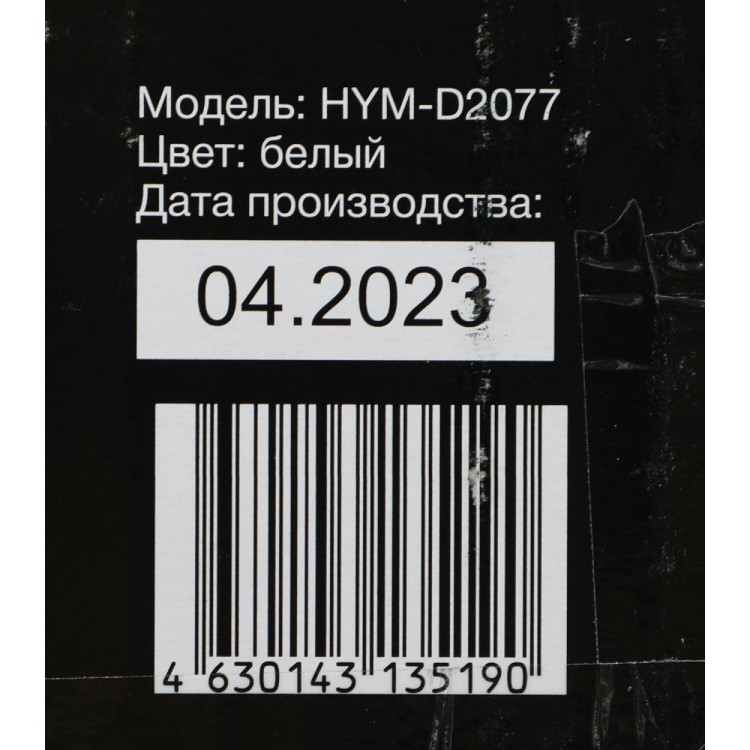 Модель: HYM-D2077
Цвет: белый
Дата производства:
04.2023
4 630143 135190